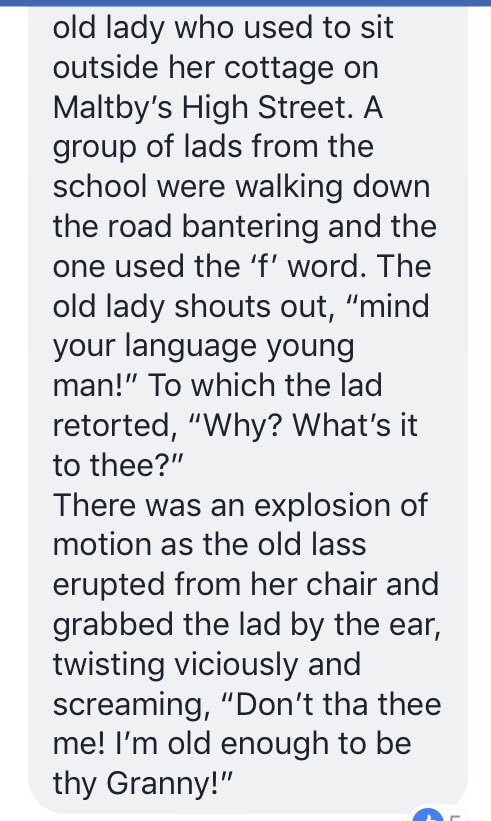 old lady who used to sit
outside her cottage on
Maltby’s High Street. A
group of lads from the
school were walking down
the road bantering and the
one used the ‘f’ word. The
old lady shouts out, “mind
your language young
man!” To which the lad
retorted, “Why? What’s it
to thee?”
There was an explosion of
motion as the old lass
erupted from her chair and
grabbed the lad by the ear,
twisting viciously and
screaming, “Don’t tha thee
me! I’m old enough to be
thy Granny!”